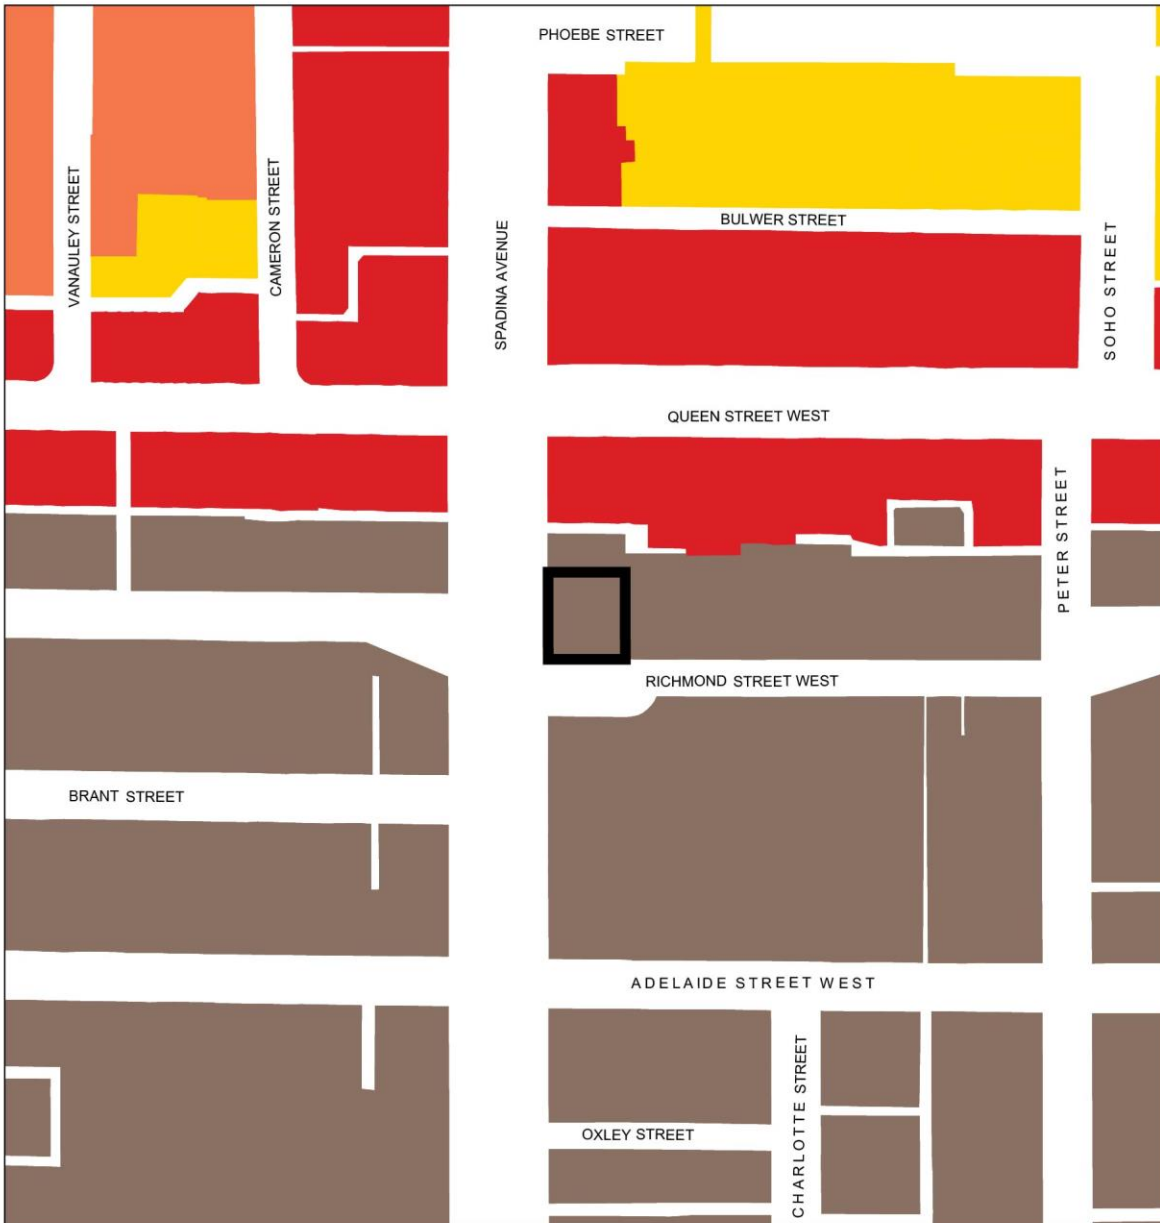 PHOEBE STREET
BULWER STREET
VANAULEY STREET
CAMERON STREET
SPADINA AVENUE
SOHO STREET
QUEEN STREET WEST
PETER STREET
RICHMOND STREET WEST
BRANT STREET
ADELAIDE STREET WEST
CHARLOTTE STREET
OXLEY STREET